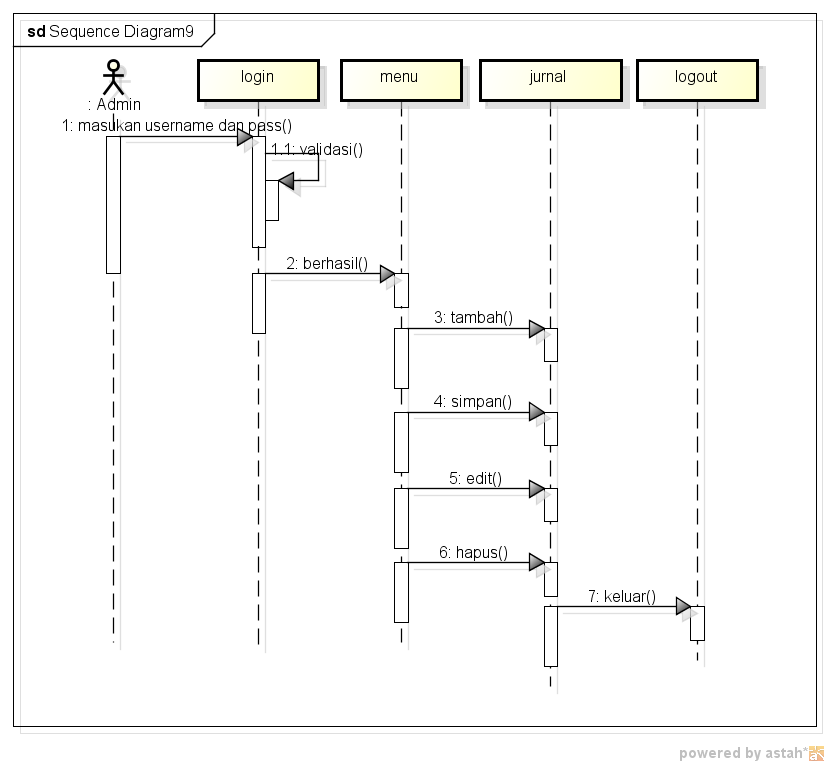 sd Sequence Diagram9
: Admin
login
menu
jurnal
logout
1: masukan username dan pass()
1.1: validasi()
2: berhasil()
3: tambah()
4: simpan()
5: edit()
6: hapus()
7: keluar()
powered by astah*